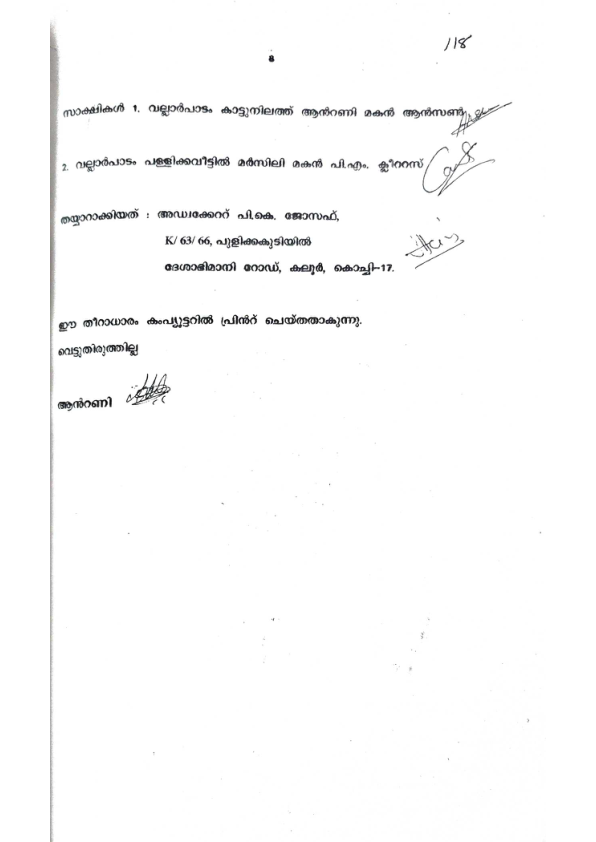 118
8
സാക്ഷികൾ 1. വല്ലാർപാടം കാട്ടുനിലത്ത് ആൻറണി മകൻ ആൻസൺ
2. വല്ലാർപാടം പള്ളിക്കവീട്ടിൽ മർസിലി മകൻ പി.എം. ക്ലീററസ്
തയ്യാറാക്കിയത് : അഡ്വക്കേററ് പി.കെ. ജോസഫ്,
K/ 63/ 66, പുളിക്കകുടിയിൽ
ദേശാഭിമാനി റോഡ്, കലൂർ, കൊച്ചി-17.
ഈ തീറാധാരം കംപ്യൂട്ടറിൽ പ്രിൻറ് ചെയ്തതാകുന്നു.
വെട്ടുതിരുത്തില്ല
ആൻറണി